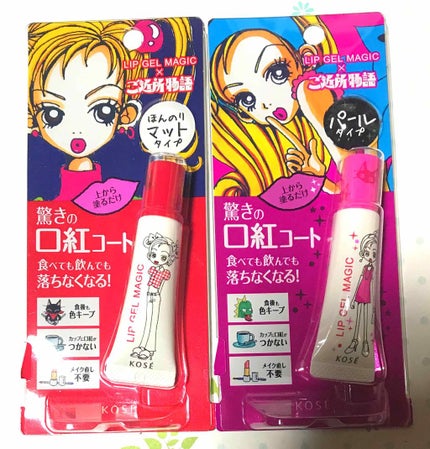 LIP GEL MAGIC
×
ご近所物語
ほんのり
マット
タイプ
上から
塗るだけ
驚きの
口紅コート
食べても飲んでも
落ちなくなる!
食後も
色キープ
カップに口紅が
つかない
メイク直し
不要
LIP GEL MAGIC
KOSÉ
KOSÉ
LIP GEL MAGIC
×
ご近所物語
パール
タイプ
上から
塗るだけ
驚きの
口紅コート
食べても飲んでも
落ちなくなる!
食後も
色キープ
カップに口紅が
つかない
メイク直し
不要
LIP GEL MAGIC
KOSÉ
KOSÉ